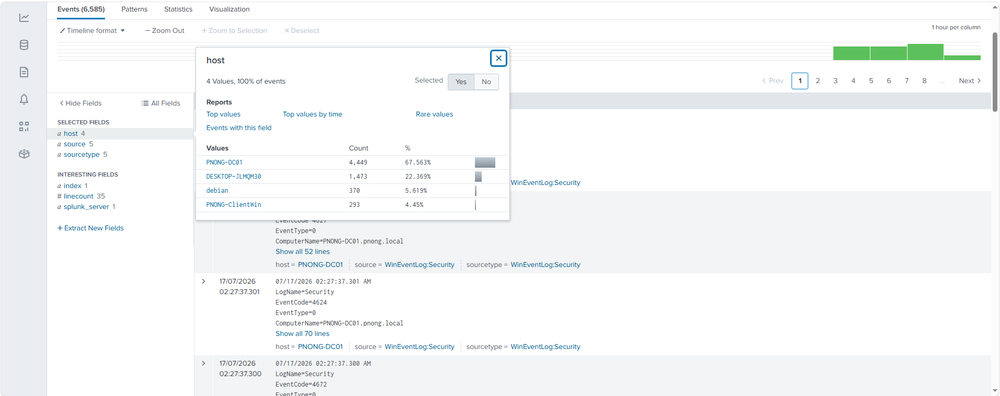 Events (6,585) Patterns Statistics Visualization
Timeline format — Zoom Out + Zoom to Selection × Deselect
1 hour per column
host
4 Values, 100% of events Selected Yes No
< Prev 1 2 3 4 5 6 7 8 ... Next >
Reports
Top values Top values by time Rare values
Events with this field
Values Count %
PNONG-DC01 4,449 67.563%
DESKTOP-JLMQM30 1,473 22.369%
debian 370 5.619%
PNONG-ClientWin 293 4.45%
< Hide Fields All Fields
SELECTED FIELDS
a host 4
a source 5
a sourcetype 5
INTERESTING FIELDS
a index 1
# linecount 35
a splunk_server 1
+ Extract New Fields
WinEventLog:Security
EventType=0
ComputerName=PNONG-DC01.pnong.local
Show all 52 lines
host = PNONG-DC01 source = WinEventLog:Security sourcetype = WinEventLog:Security
> 17/07/2026 02:27:37.301
07/17/2026 02:27:37.301 AM
LogName=Security
EventCode=4624
EventType=0
ComputerName=PNONG-DC01.pnong.local
Show all 70 lines
host = PNONG-DC01 source = WinEventLog:Security sourcetype = WinEventLog:Security
> 17/07/2026 02:27:37.300
07/17/2026 02:27:37.300 AM
LogName=Security
EventCode=4672
EventType=0